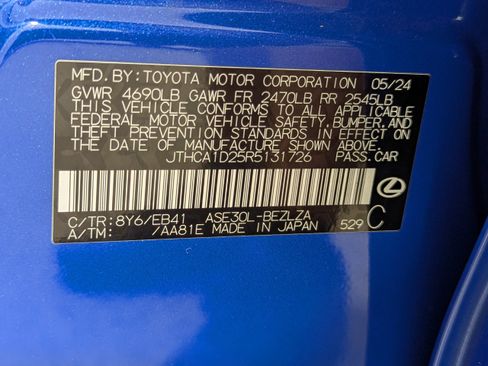 MFD.BY:TOYOTA MOTOR CORPORATION 05/24
GVWR 4690LB GAWR FR 2470LB RR 2545LB
THIS VEHICLE CONFORMS TO ALL APPLICABLE
FEDERAL MOTOR VEHICLE SAFETY,BUMPER,AND
THEFT PREVENTION STANDARDS IN EFFECT ON
THE DATE OF MANUFACTURE SHOWN ABOVE.
JTHCA1D25R5131726 PASS.CAR
C/TR:8Y6/EB41 ASE30L-BEZLZA
A/TM: /AA81E MADE IN JAPAN 529 C